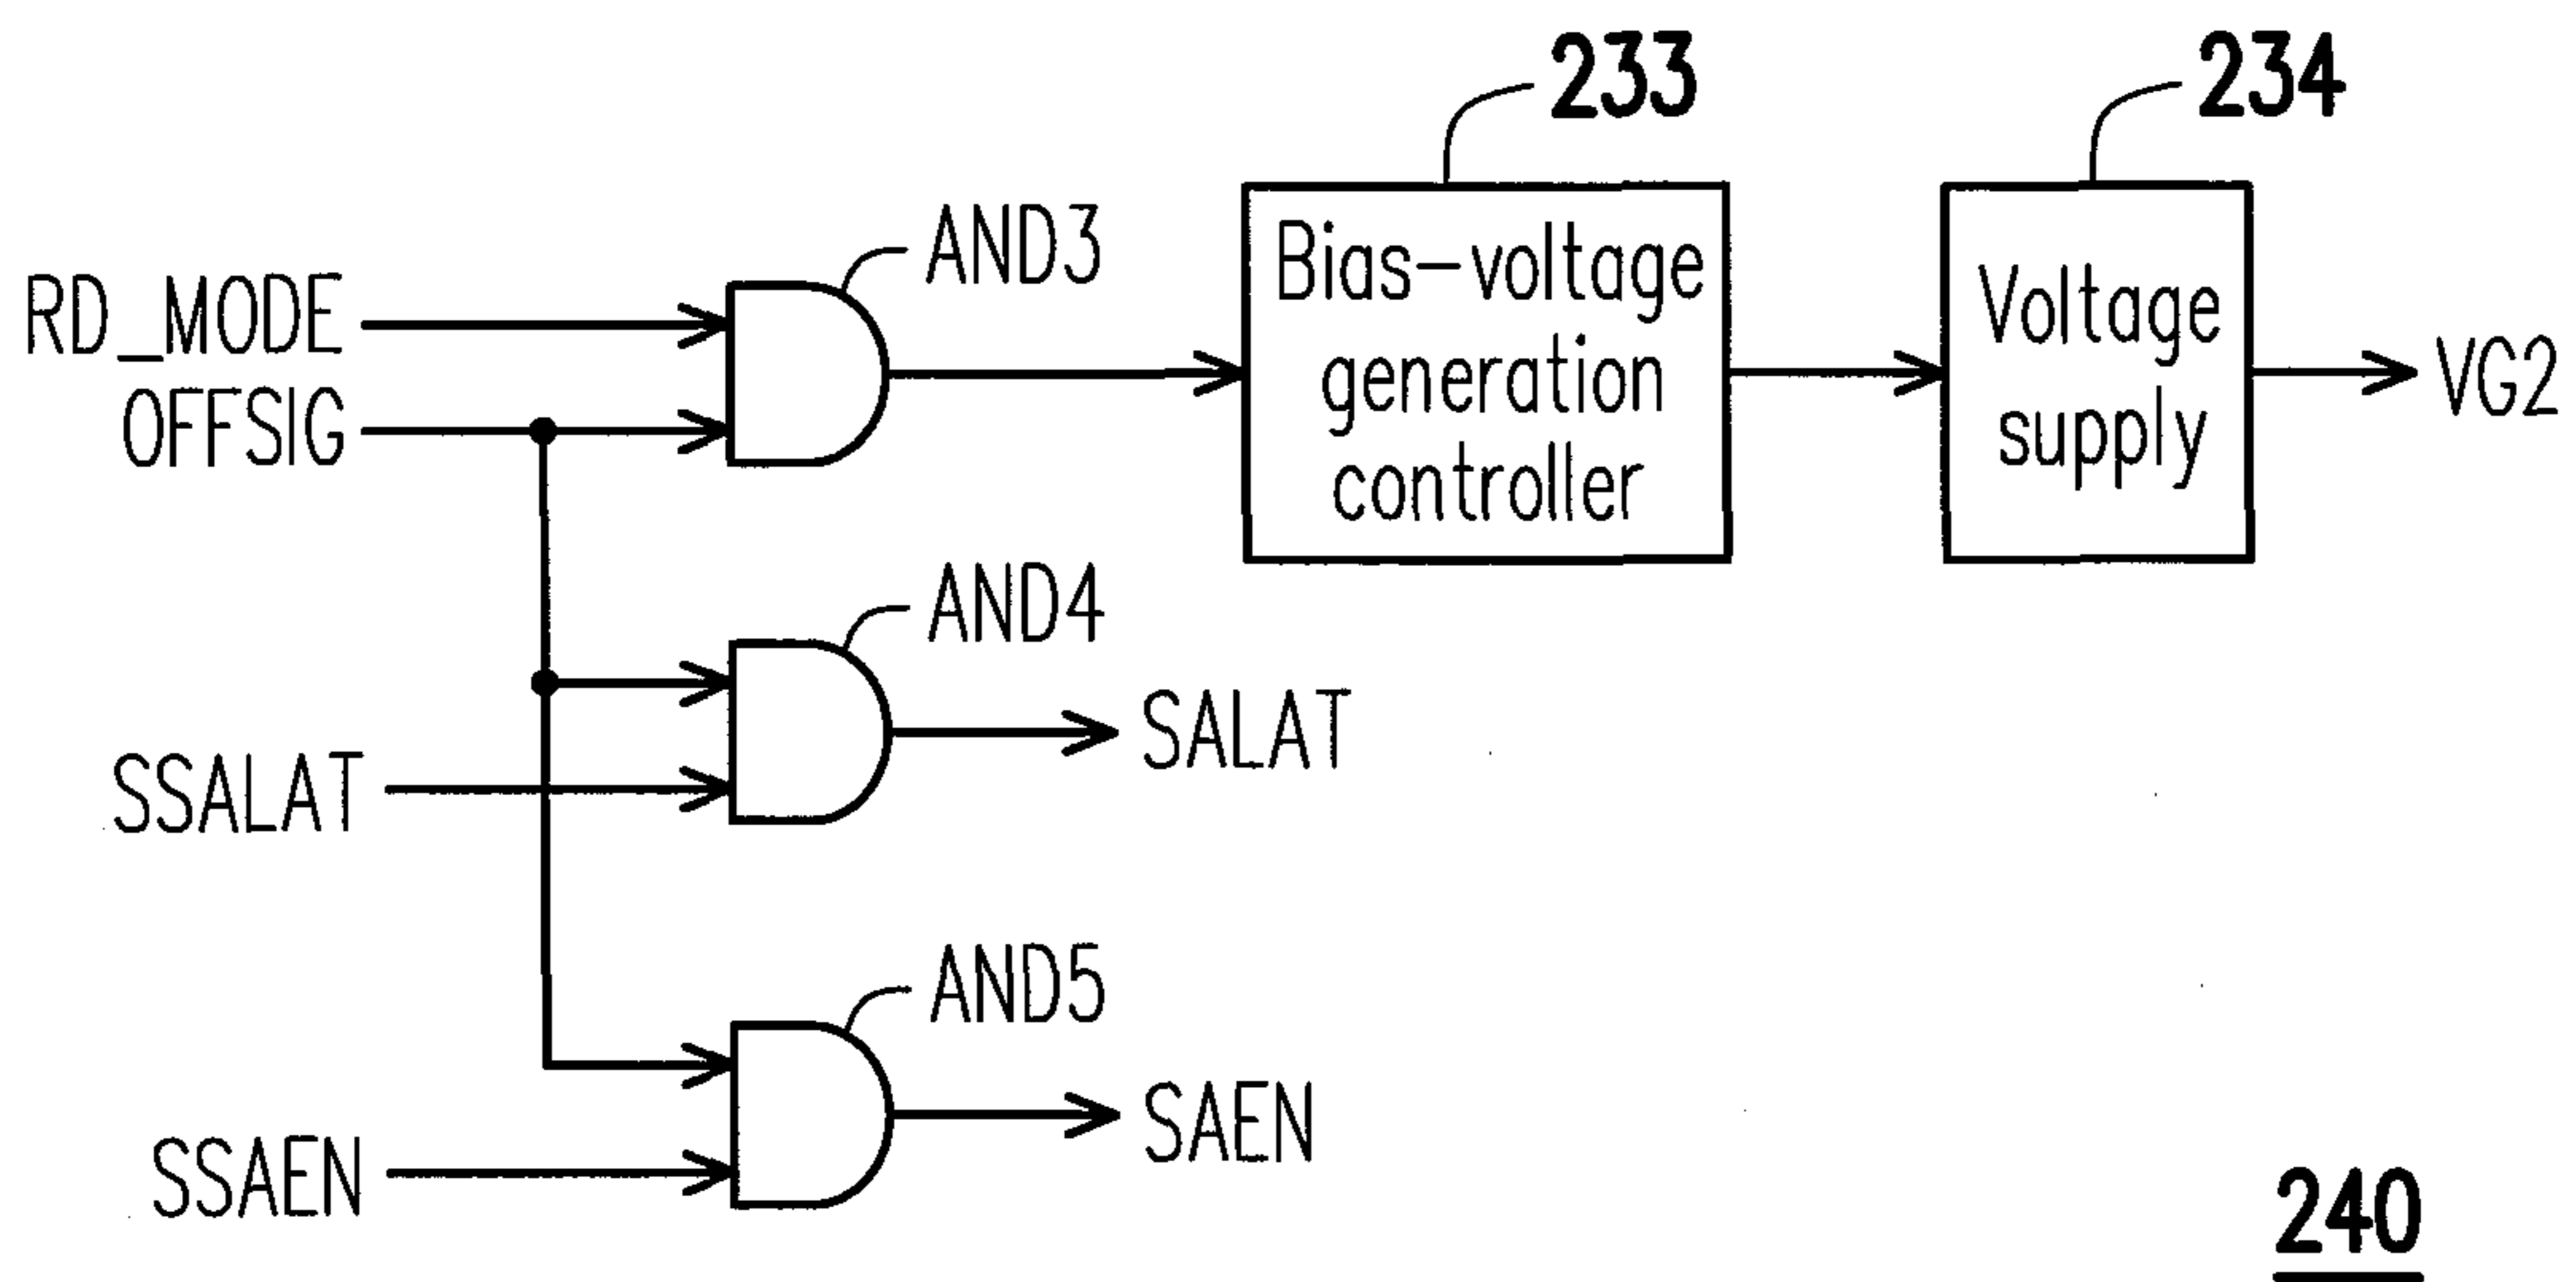 233
234
AND3
RD_MODE
OFFSIG
Bias-voltage
generation
controller
Voltage
supply
VG2
AND4
SALAT
SSALAT
AND5
SAEN
SSAEN
240